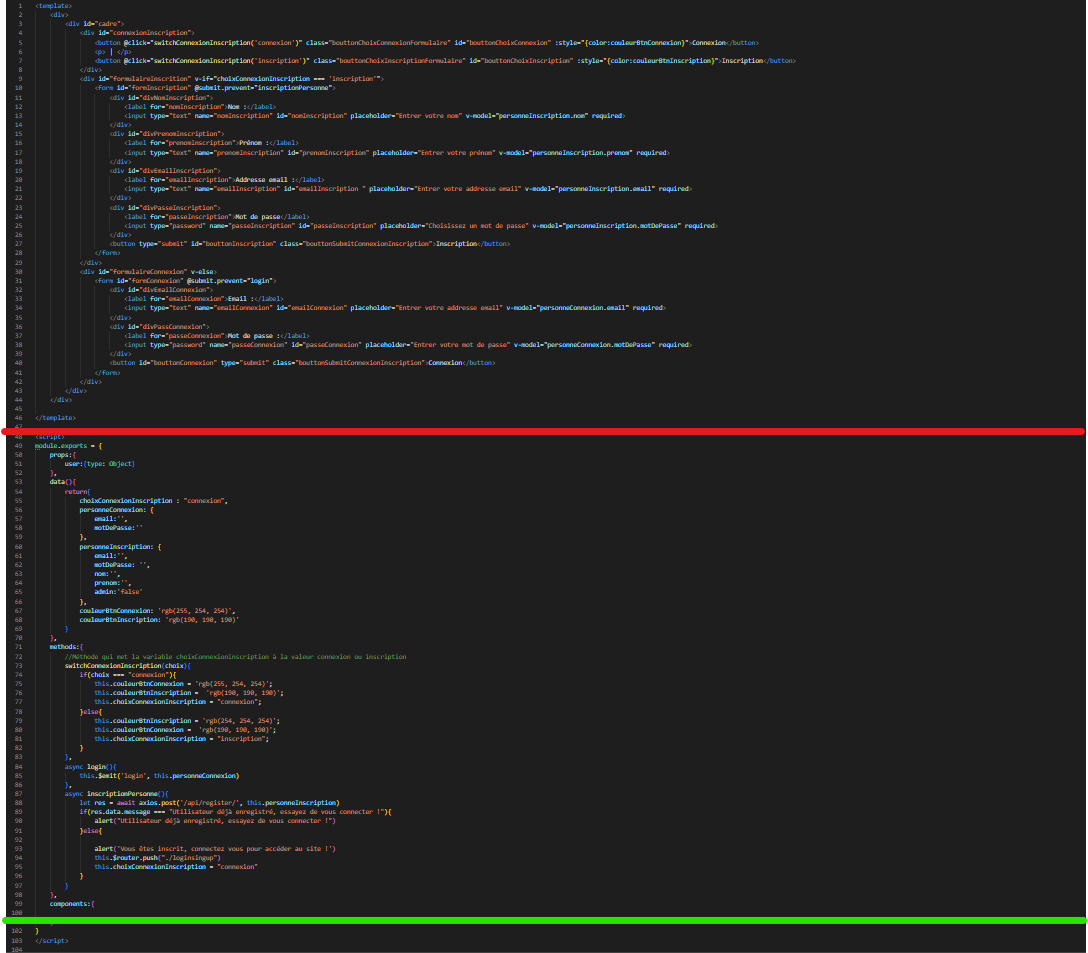 1 <template>
2 <div>
3 <div id="cadre">
4 <div id="connexionInscription">
5 <button @click="switchConnexionInscription('connexion')" class="bouttonChoixConnexionFormulaire" id="bouttonChoixConnexion" :style="{color:couleurBtnConnexion}">Connexion</button>
6 <p> | </p>
7 <button @click="switchConnexionInscription('inscription')" class="bouttonChoixInscriptionFormulaire" id="bouttonChoixInscription" :style="{color:couleurBtnInscription}">Inscription</button>
8 </div>
9 <div id="formulaireInscrition" v-if="choixConnexionInscription === 'inscription'">
10 <form id="formInscription" @submit.prevent="inscriptionPersonne">
11 <div id="divNomInscription">
12 <label for="nomInscription">Nom :</label>
13 <input type="text" name="nomInscription" id="nomInscription" placeholder="Entrer votre nom" v-model="personneInscription.nom" required>
14 </div>
15 <div id="divPrenomInscription">
16 <label for="prenomInscription">Prénom :</label>
17 <input type="text" name="prenomInscription" id="prenomInscription" placeholder="Entrer votre prénom" v-model="personneInscription.prenom" required>
18 </div>
19 <div id="divEmailInscription">
20 <label for="emailInscription">Addresse email :</label>
21 <input type="text" name="emailInscription" id="emailInscription " placeholder="Entrer votre addresse email" v-model="personneInscription.email" required>
22 </div>
23 <div id="divPasseInscription">
24 <label for="passeInscription">Mot de passe</label>
25 <input type="password" name="passeInscription" id="passeInscription" placeholder="Choisissez un mot de passe" v-model="personneInscription.motDePasse" required>
26 </div>
27 <button type="submit" id="bouttonInscription" class="bouttonSubmitConnexionInscription">Inscription</button>
28 </form>
29 </div>
30 <div id="formulaireConnexion" v-else>
31 <form id="formConnexion" @submit.prevent="login">
32 <div id="divEmailConnexion">
33 <label for="emailConnexion">Email :</label>
34 <input type="text" name="emailConnexion" id="emailConnexion" placeholder="Entrer votre addresse email" v-model="personneConnexion.email" required>
35 </div>
36 <div id="divPassConnexion">
37 <label for="passeConnexion">Mot de passe :</label>
38 <input type="password" name="passeConnexion" id="passeConnexion" placeholder="Entrer votre mot de passe" v-model="personneConnexion.motDePasse" required>
39 </div>
40 <button id="bouttonConnexion" type="submit" class="bouttonSubmitConnexionInscription">Connexion</button>
41 </form>
42 </div>
43 </div>
44 </div>
45
46 </template>
47
48 <script>
49 module.exports = {
50 props:{
51 user:{type: Object}
52 },
53 data(){
54 return{
55 choixConnexionInscription : "connexion",
56 personneConnexion: {
57 email:'',
58 motDePasse:''
59 },
60 personneInscription: {
61 email:'',
62 motDePasse: '',
63 nom:'',
64 prenom:'',
65 admin:'false'
66 },
67 couleurBtnConnexion: 'rgb(255, 254, 254)',
68 couleurBtnInscription: 'rgb(190, 190, 190)'
69 }
70 },
71 methods:{
72 //Méthode qui met la variable choixConnexionInscription à la valeur connexion ou inscription
73 switchConnexionInscription(choix){
74 if(choix === "connexion"){
75 this.couleurBtnConnexion = 'rgb(255, 254, 254)';
76 this.couleurBtnInscription = 'rgb(190, 190, 190)';
77 this.choixConnexionInscription = "connexion";
78 }else{
79 this.couleurBtnInscription = 'rgb(254, 254, 254)';
80 this.couleurBtnConnexion = 'rgb(190, 190, 190)';
81 this.choixConnexionInscription = "inscription";
82 }
83 },
84 async login(){
85 this.$emit('login', this.personneConnexion)
86 },
87 async inscriptionPersonne(){
88 let res = await axios.post('/api/register/', this.personneInscription)
89 if(res.data.message === "Utilisateur déjà enregistré, essayez de vous connecter !"){
90 alert("Utilisateur déjà enregistré, essayez de vous connecter !")
91 }else{
92
93 alert('Vous êtes inscrit, connectez vous pour accéder au site !')
94 this.$router.push("./loginsingup")
95 this.choixConnexionInscription = "connexion"
96 }
97 }
98 },
99 components:{
100
102 }
103 </script>
104